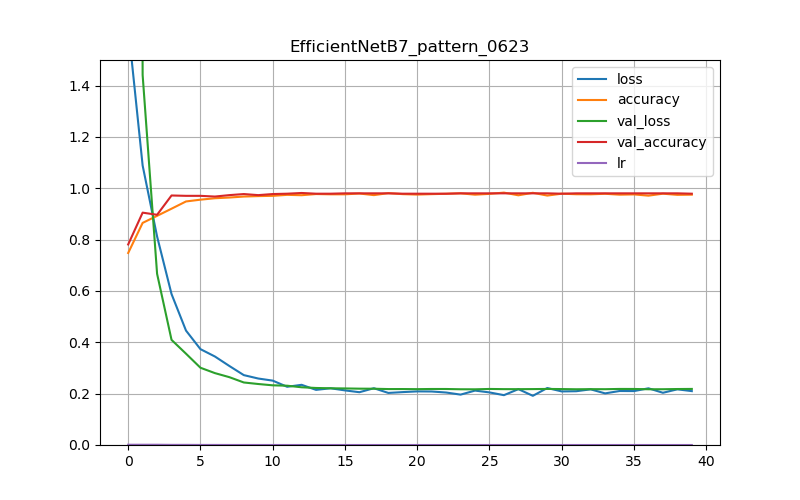 EfficientNetB7_pattern_0623
loss
accuracy
val_loss
val_accuracy
lr
1.4
1.2
1.0
0.8
0.6
0.4
0.2
0.0
0 5 10 15 20 25 30 35 40